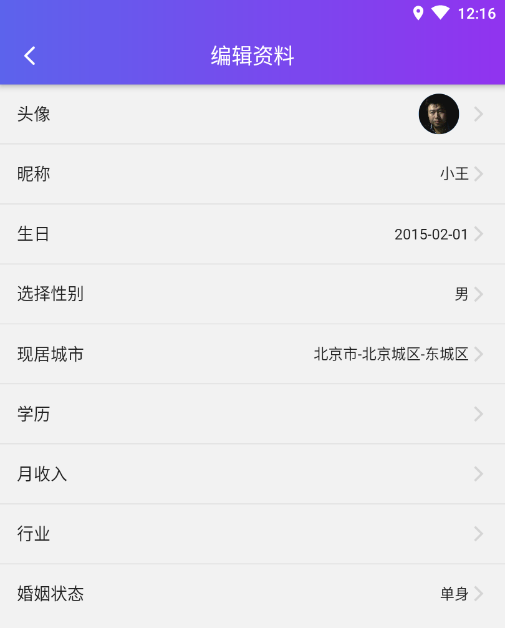 12:16
编辑资料
头像
昵称 小王
生日 2015-02-01
选择性别 男
现居城市 北京市-北京城区-东城区
学历
月收入
行业
婚姻状态 单身